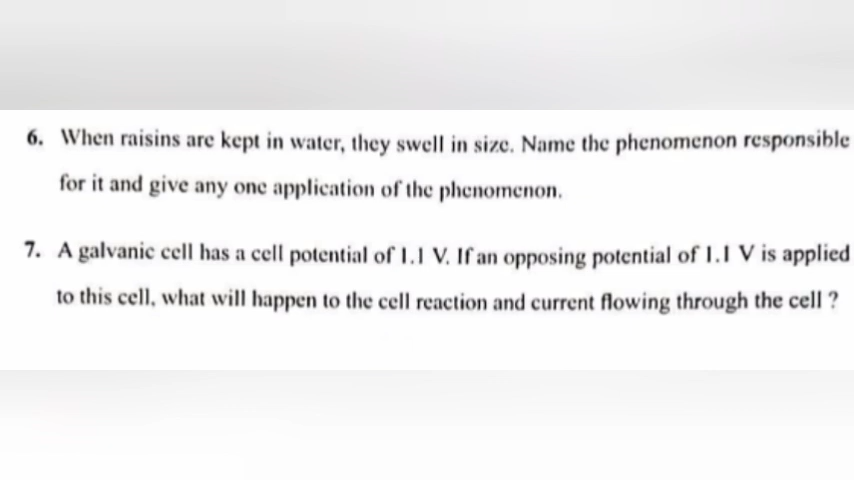 6. When raisins are kept in water, they swell in size. Name the phenomenon responsible
for it and give any one application of the phenomenon.
7. A galvanic cell has a cell potential of 1.1 V. If an opposing potential of 1.1 V is applied
to this cell, what will happen to the cell reaction and current flowing through the cell ?